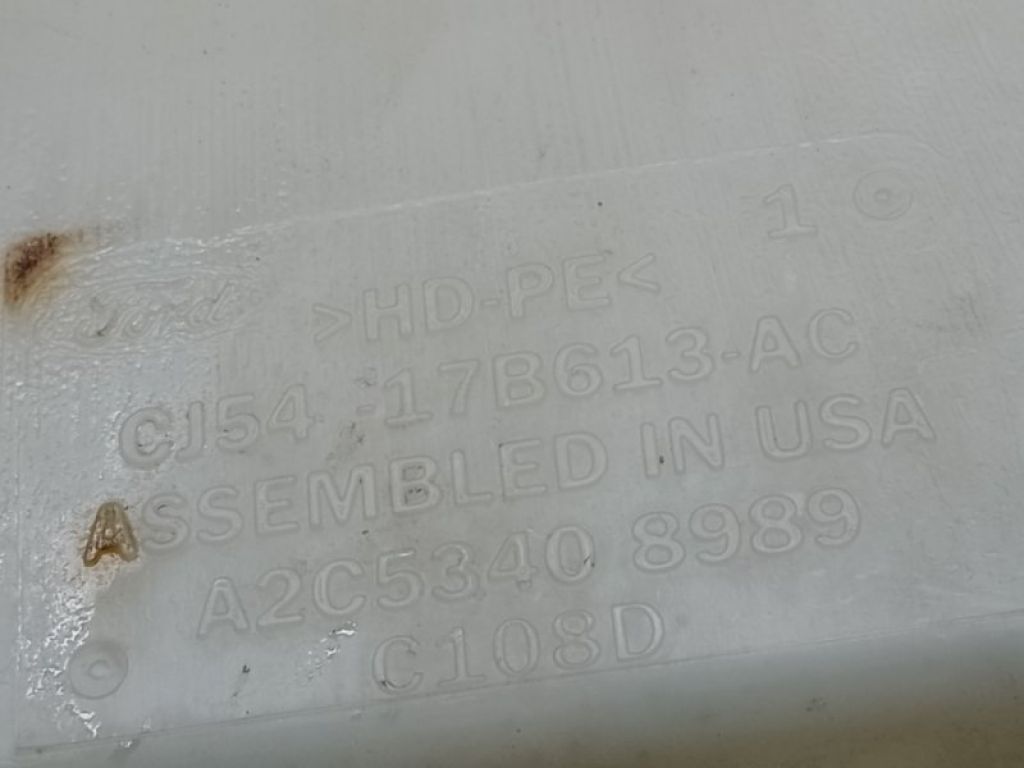 1
Ford >HD-PE<
CJ54 -17B613-AC
ASSEMBLED IN USA
A2C5340 8989
C108D